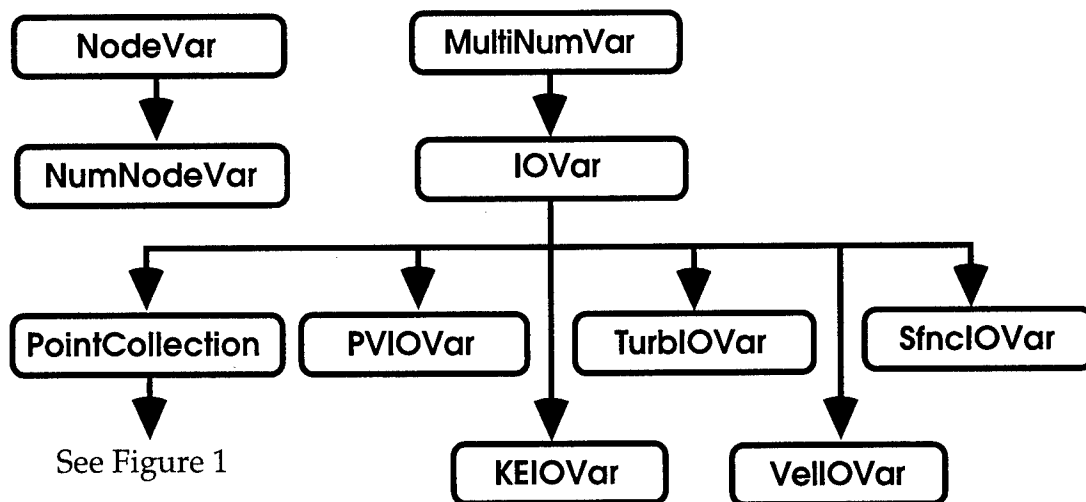 NodeVar
MultiNumVar
NumNodeVar
IOVar
PointCollection
PVIOVar
TurbIOVar
SfncIOVar
See Figure 1
KEIOVar
VelIOVar